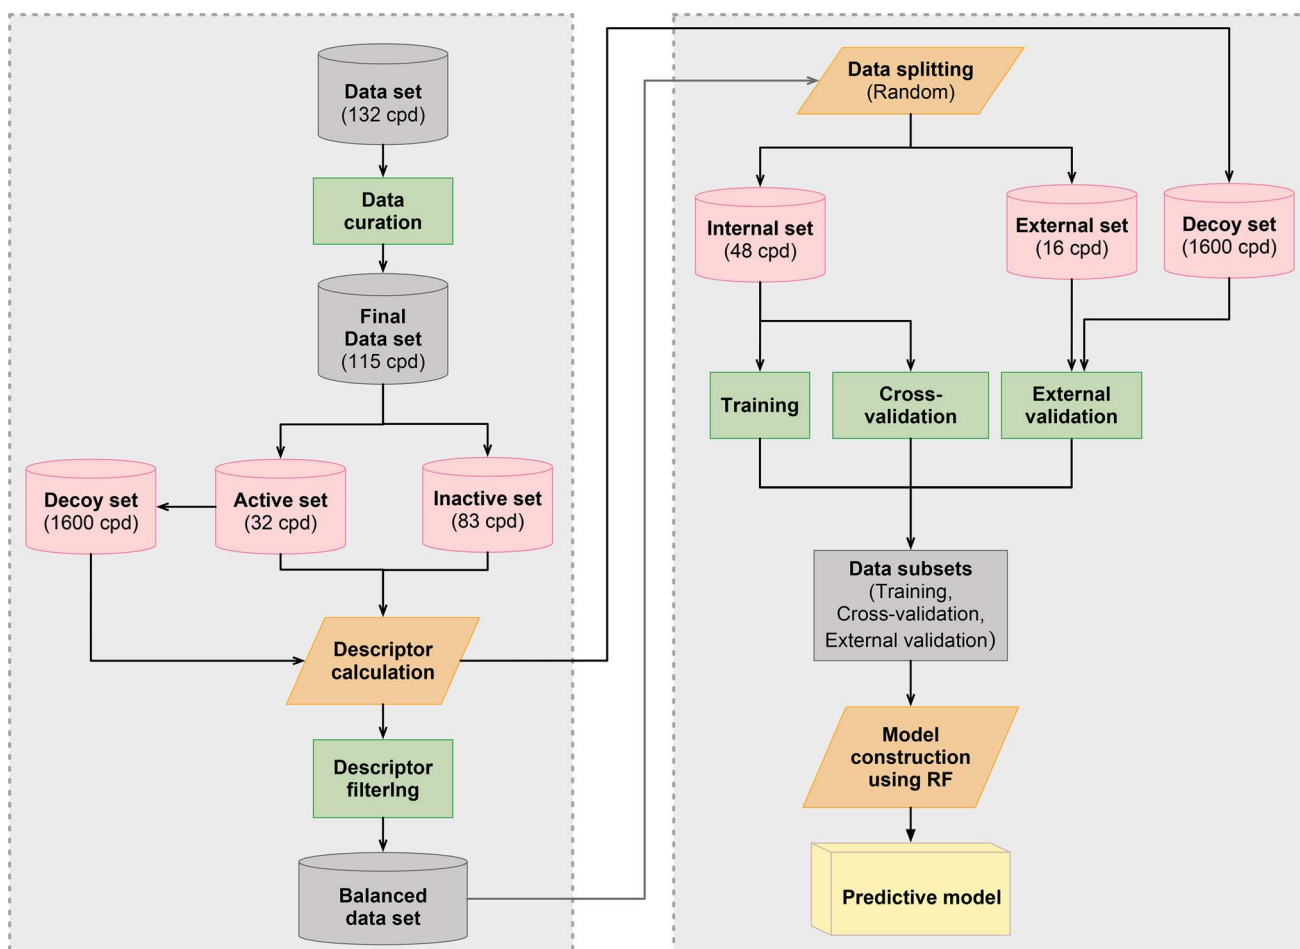 Data set
(132 cpd)
Data
curation
Final
Data set
(115 cpd)
Decoy set
(1600 cpd)
Active set
(32 cpd)
Inactive set
(83 cpd)
Descriptor
calculation
Descriptor
filterIng
Balanced
data set
Data splitting
(Random)
Internal set
(48 cpd)
External set
(16 cpd)
Decoy set
(1600 cpd)
Training
Cross-
validation
External
validation
Data subsets
(Training,
Cross-validation,
External validation)
Model
construction
using RF
Predictive model